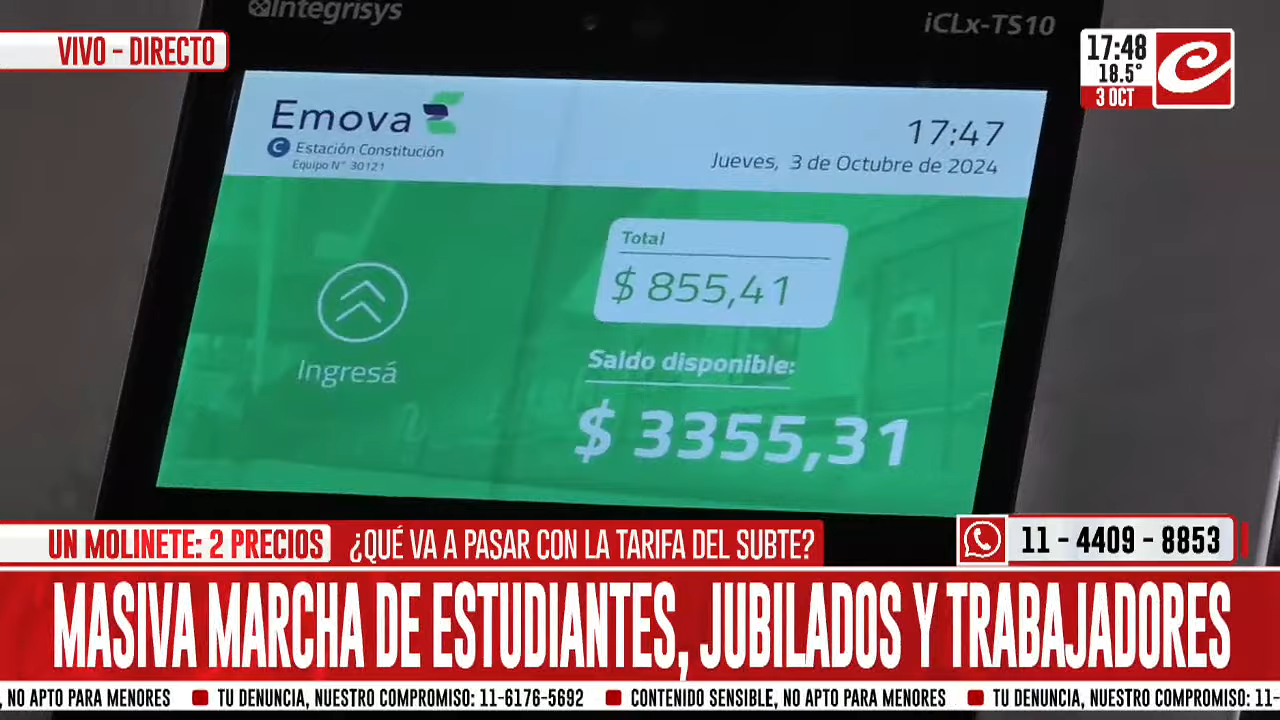 Integrisys
iCLx-TS10
VIVO - DIRECTO
17:48
18.5°
3 OCT
Emova
C Estación Constitución
Equipo N° 30121
17:47
Jueves, 3 de Octubre de 2024
Total
$ 855,41
Ingresá
Saldo disponible:
$ 3355,31
UN MOLINETE: 2 PRECIOS
¿QUÉ VA A PASAR CON LA TARIFA DEL SUBTE?
11 - 4409 - 8853
MASIVA MARCHA DE ESTUDIANTES, JUBILADOS Y TRABAJADORES
, NO APTO PARA MENORES TU DENUNCIA, NUESTRO COMPROMISO: 11-6176-5692 CONTENIDO SENSIBLE, NO APTO PARA MENORES TU DENUNCIA, NUESTRO COMPROMISO: 11-